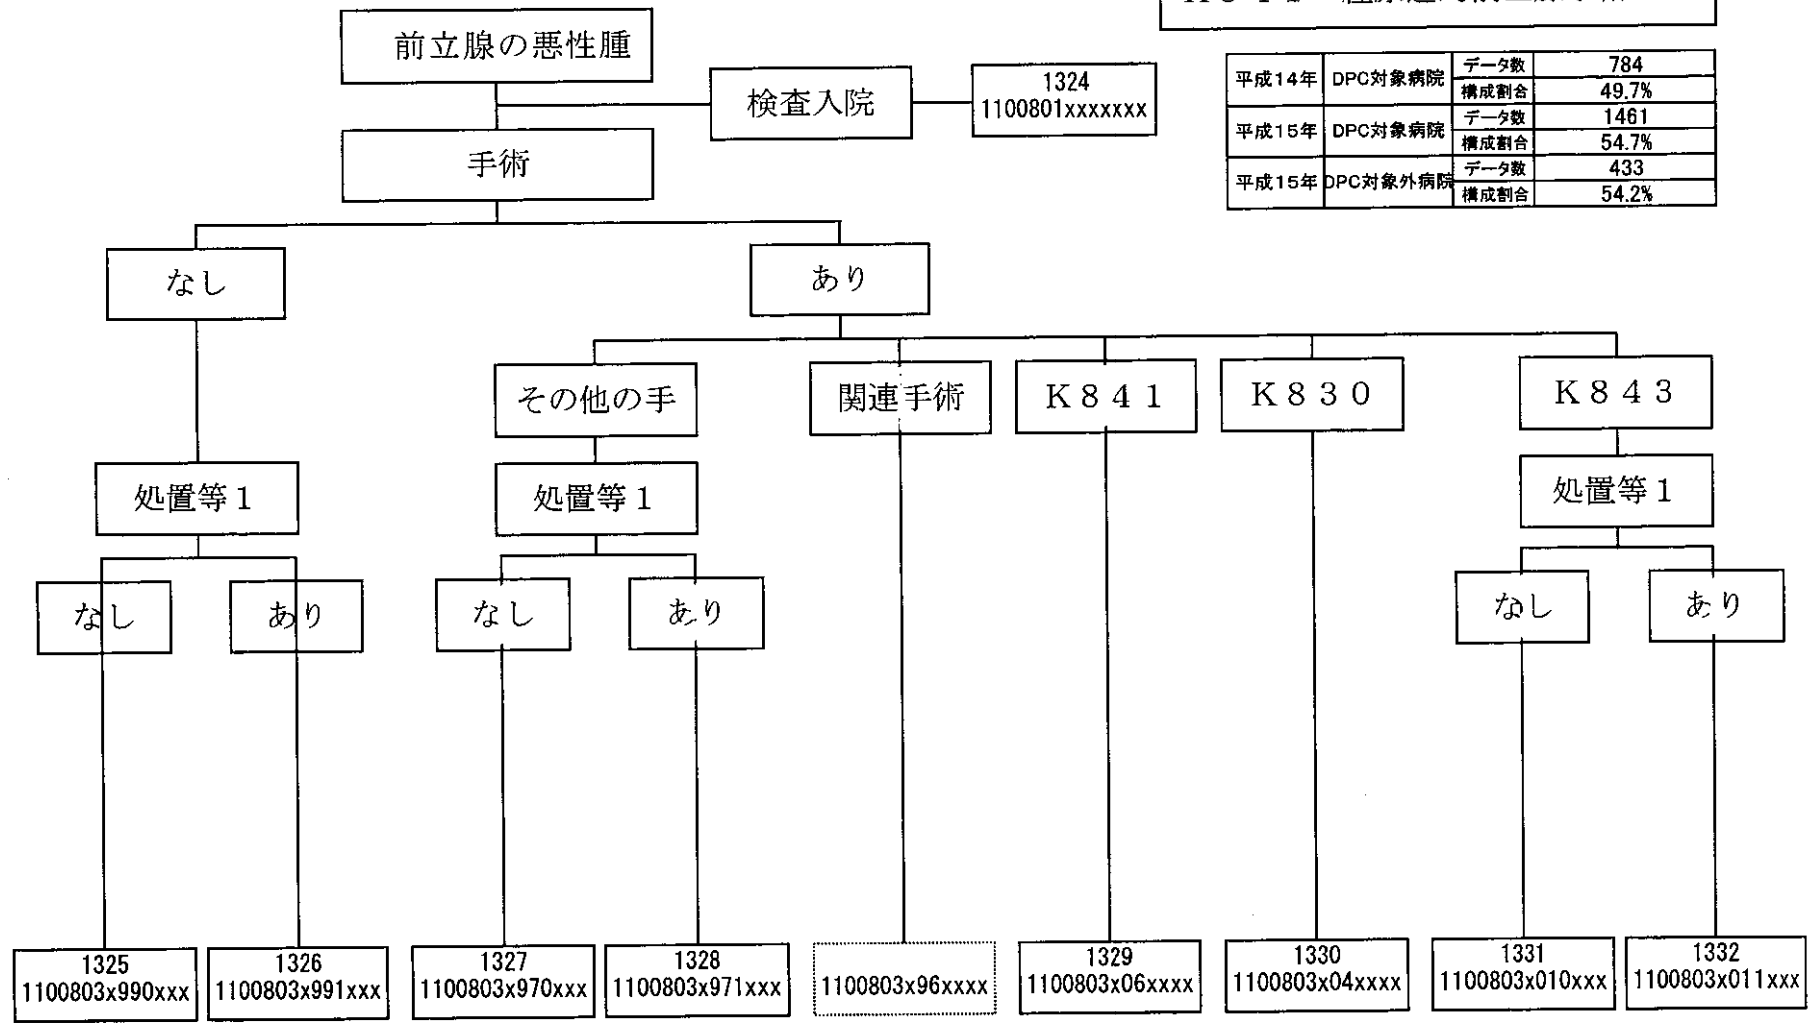 前立腺の悪性腫
検査入院
1324
1100801xxxxxxx
平成14年 DPC対象病院 データ数 784
構成割合 49.7%
平成15年 DPC対象病院 データ数 1461
構成割合 54.7%
平成15年 DPC対象外病院 データ数 433
構成割合 54.2%
手術
なし
あり
その他の手
関連手術
K841
K830
K843
処置等1
処置等1
処置等1
なし
あり
なし
あり
なし
あり
1325
1100803x990xxx
1326
1100803x991xxx
1327
1100803x970xxx
1328
1100803x971xxx
1100803x96xxxx
1329
1100803x06xxxx
1330
1100803x04xxxx
1331
1100803x010xxx
1332
1100803x011xxx